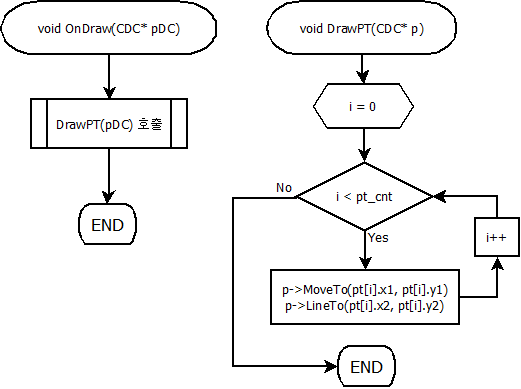 void OnDraw(CDC* pDC)
DrawPT(pDC) 호출
END
void DrawPT(CDC* p)
i = 0
i < pt_cnt
No
Yes
i++
p->MoveTo(pt[i].x1, pt[i].y1)
p->LineTo(pt[i].x2, pt[i].y2)
END